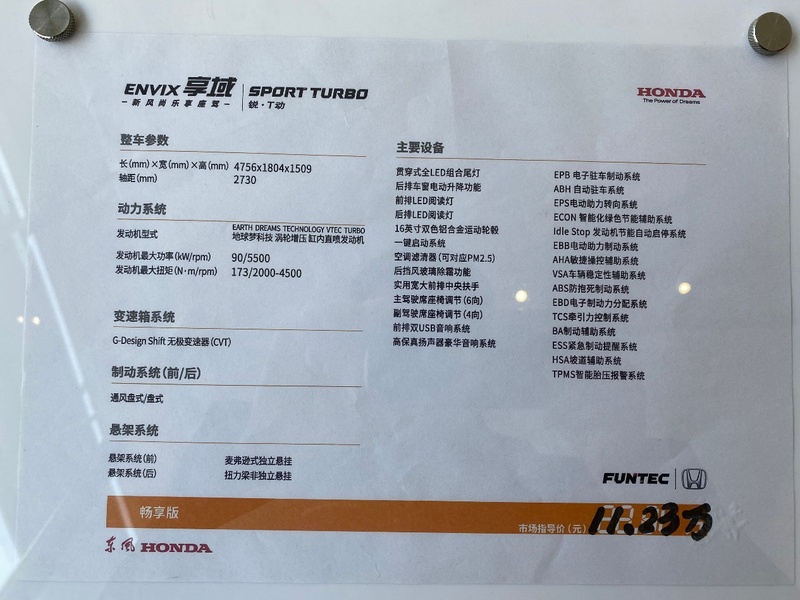 ENVIX 享域 SPORT TURBO
-新风尚乐享座驾- 锐·T动
HONDA
The Power of Dreams
整车参数
长(mm)×宽(mm)×高(mm) 4756x1804x1509
轴距(mm) 2730
动力系统
发动机型式 EARTH DREAMS TECHNOLOGY VTEC TURBO
地球梦科技 涡轮增压 缸内直喷发动机
发动机最大功率(kW/rpm) 90/5500
发动机最大扭矩(N·m/rpm) 173/2000-4500
变速箱系统
G-Design Shift 无极变速器(CVT)
制动系统(前/后)
通风盘式/盘式
悬架系统
悬架系统(前) 麦弗逊式独立悬挂
悬架系统(后) 扭力梁非独立悬挂
主要设备
贯穿式全LED组合尾灯
后排车窗电动升降功能
前排LED阅读灯
后排LED阅读灯
16英寸双色铝合金运动轮毂
一键启动系统
空调滤清器(可对应PM2.5)
后挡风玻璃除霜功能
实用宽大前排中央扶手
主驾驶席座椅调节(6向)
副驾驶席座椅调节(4向)
前排双USB音响系统
高保真扬声器豪华音响系统
EPB 电子驻车制动系统
ABH 自动驻车系统
EPS电动助力转向系统
ECON 智能化绿色节能辅助系统
Idle Stop 发动机节能自动启停系统
EBB电动助力制动系统
AHA敏捷操控辅助系统
VSA车辆稳定性辅助系统
ABS防抱死制动系统
EBD电子制动力分配系统
TCS牵引力控制系统
BA制动辅助系统
ESS紧急制动提醒系统
HSA坡道辅助系统
TPMS智能胎压报警系统
FUNTEC
畅享版
市场指导价(元) 11.23万
东风 HONDA